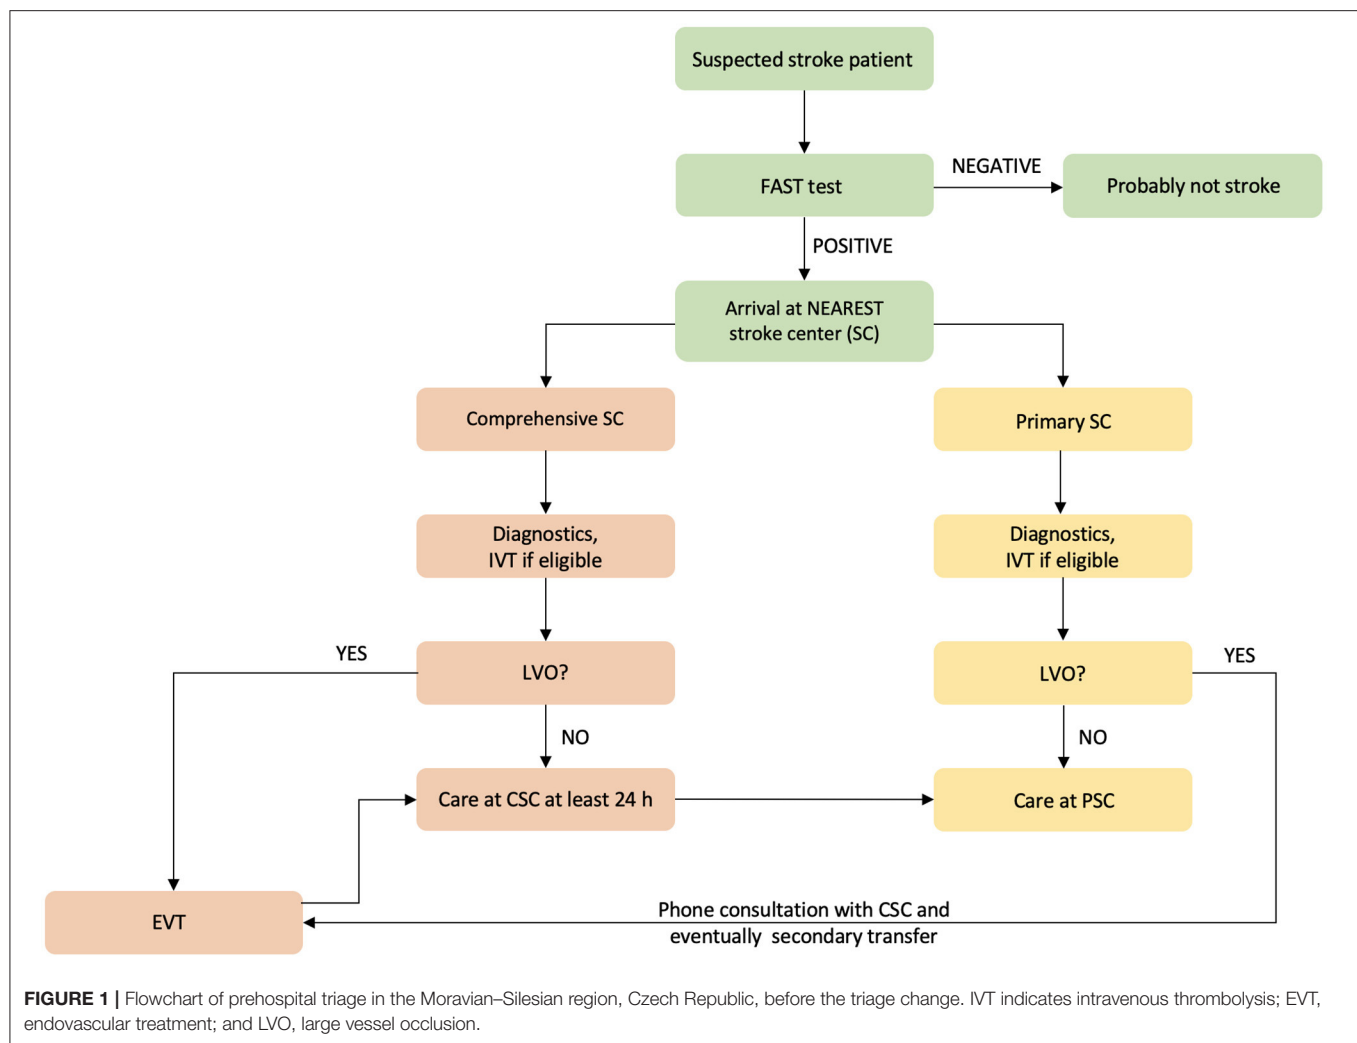 Suspected stroke patient
FAST test
NEGATIVE
Probably not stroke
POSITIVE
Arrival at NEAREST
stroke center (SC)
Comprehensive SC
Primary SC
Diagnostics,
IVT if eligible
Diagnostics,
IVT if eligible
YES
LVO?
LVO?
YES
NO
NO
Care at CSC at least 24 h
Care at PSC
EVT
Phone consultation with CSC and
eventually secondary transfer
FIGURE 1 | Flowchart of prehospital triage in the Moravian–Silesian region, Czech Republic, before the triage change. IVT indicates intravenous thrombolysis; EVT,
endovascular treatment; and LVO, large vessel occlusion.